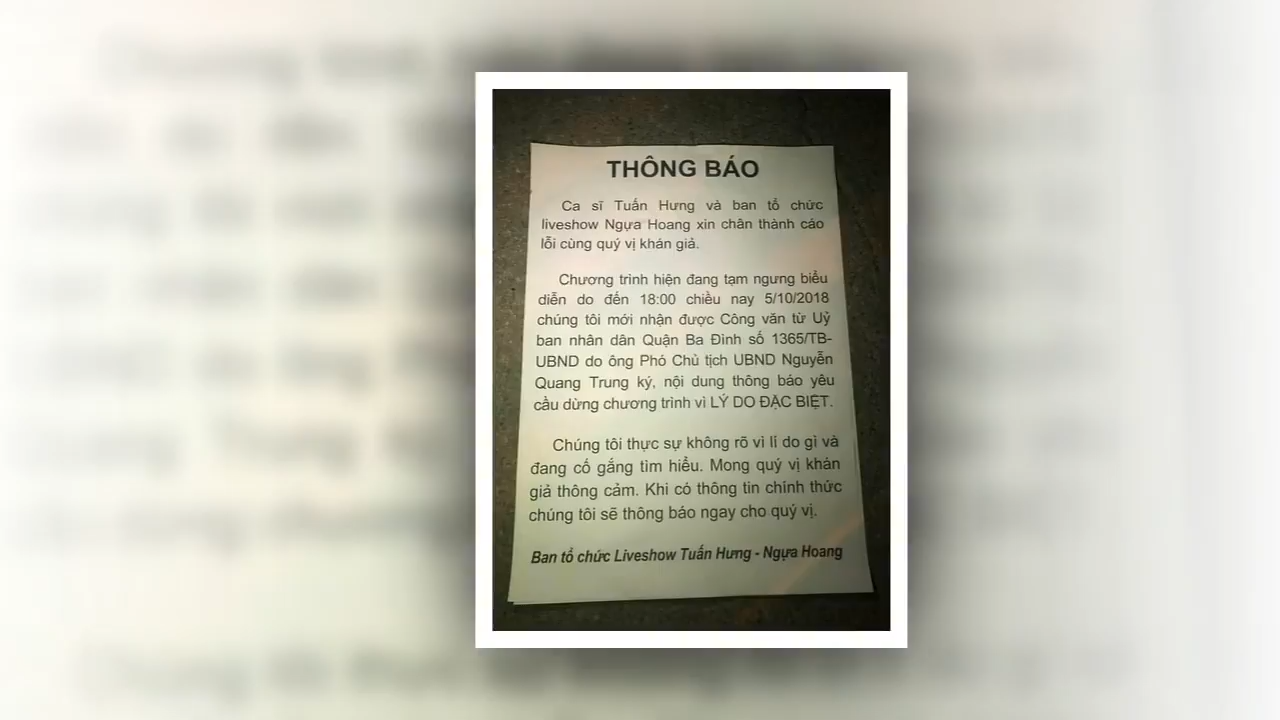 THÔNG BÁO
Ca sĩ Tuấn Hưng và ban tổ chức
liveshow Ngựa Hoang xin chân thành cáo
lỗi cùng quý vị khán giả.
Chương trình hiện đang tạm ngưng biểu
diễn do đến 18:00 chiều nay 5/10/2018
chúng tôi mới nhận được Công văn từ Uỷ
ban nhân dân Quận Ba Đình số 1365/TB-
UBND do ông Phó Chủ tịch UBND Nguyễn
Quang Trung ký, nội dung thông báo yêu
cầu dừng chương trình vì LÝ DO ĐẶC BIỆT.
Chúng tôi thực sự không rõ vì lí do gì và
đang cố gắng tìm hiểu. Mong quý vị khán
giả thông cảm. Khi có thông tin chính thức
chúng tôi sẽ thông báo ngay cho quý vị.
Ban tổ chức Liveshow Tuấn Hưng - Ngựa Hoang